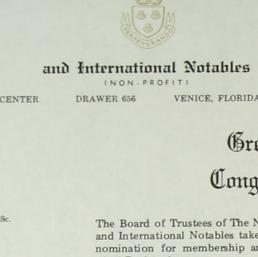 PERSEVERANDO
and International Notables
(NON-PROFIT)
CENTER DRAWER 656 VENICE, FLORIDA
Gre
Cong
Sc.
The Board of Trustees of The N
and International Notables take
nomination for membership an